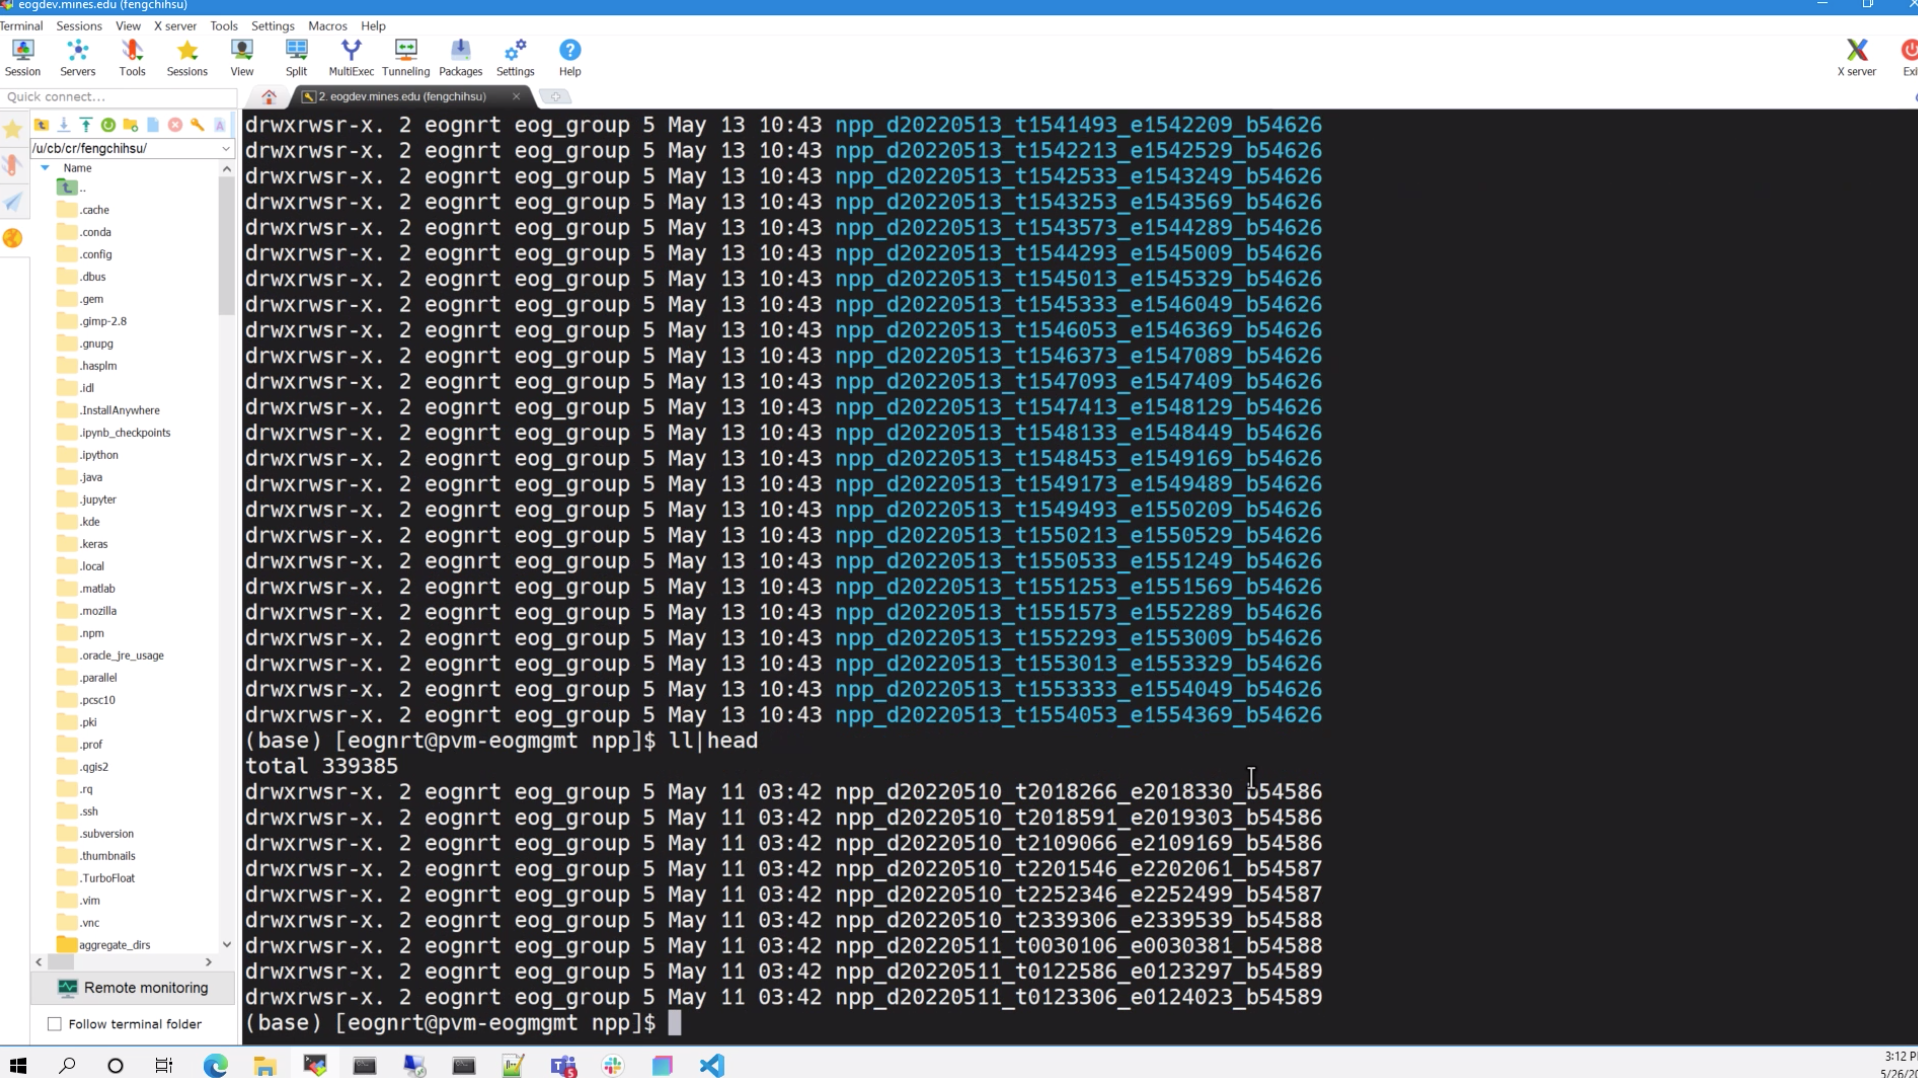 eogdev.mines.edu (fengchihsu)
Terminal Sessions View X server Tools Settings Macros Help
Session Servers Tools Sessions View Split MultiExec Tunneling Packages Settings Help X server Exi
Quick connect...
2. eogdev.mines.edu (fengchihsu)
/u/cb/cr/fengchihsu/
Name
..
.cache
.conda
.config
.dbus
.gem
.gimp-2.8
.gnupg
.hasplm
.idl
.InstallAnywhere
.ipynb_checkpoints
.ipython
.java
.jupyter
.kde
.keras
.local
.matlab
.mozilla
.npm
.oracle_jre_usage
.parallel
.pcsc10
.pki
.prof
.qgis2
.rq
.ssh
.subversion
.thumbnails
.TurboFloat
.vim
.vnc
aggregate_dirs
Remote monitoring
Follow terminal folder
drwxrwsr-x. 2 eognrt eog_group 5 May 13 10:43 npp_d20220513_t1541493_e1542209_b54626
drwxrwsr-x. 2 eognrt eog_group 5 May 13 10:43 npp_d20220513_t1542213_e1542529_b54626
drwxrwsr-x. 2 eognrt eog_group 5 May 13 10:43 npp_d20220513_t1542533_e1543249_b54626
drwxrwsr-x. 2 eognrt eog_group 5 May 13 10:43 npp_d20220513_t1543253_e1543569_b54626
drwxrwsr-x. 2 eognrt eog_group 5 May 13 10:43 npp_d20220513_t1543573_e1544289_b54626
drwxrwsr-x. 2 eognrt eog_group 5 May 13 10:43 npp_d20220513_t1544293_e1545009_b54626
drwxrwsr-x. 2 eognrt eog_group 5 May 13 10:43 npp_d20220513_t1545013_e1545329_b54626
drwxrwsr-x. 2 eognrt eog_group 5 May 13 10:43 npp_d20220513_t1545333_e1546049_b54626
drwxrwsr-x. 2 eognrt eog_group 5 May 13 10:43 npp_d20220513_t1546053_e1546369_b54626
drwxrwsr-x. 2 eognrt eog_group 5 May 13 10:43 npp_d20220513_t1546373_e1547089_b54626
drwxrwsr-x. 2 eognrt eog_group 5 May 13 10:43 npp_d20220513_t1547093_e1547409_b54626
drwxrwsr-x. 2 eognrt eog_group 5 May 13 10:43 npp_d20220513_t1547413_e1548129_b54626
drwxrwsr-x. 2 eognrt eog_group 5 May 13 10:43 npp_d20220513_t1548133_e1548449_b54626
drwxrwsr-x. 2 eognrt eog_group 5 May 13 10:43 npp_d20220513_t1548453_e1549169_b54626
drwxrwsr-x. 2 eognrt eog_group 5 May 13 10:43 npp_d20220513_t1549173_e1549489_b54626
drwxrwsr-x. 2 eognrt eog_group 5 May 13 10:43 npp_d20220513_t1549493_e1550209_b54626
drwxrwsr-x. 2 eognrt eog_group 5 May 13 10:43 npp_d20220513_t1550213_e1550529_b54626
drwxrwsr-x. 2 eognrt eog_group 5 May 13 10:43 npp_d20220513_t1550533_e1551249_b54626
drwxrwsr-x. 2 eognrt eog_group 5 May 13 10:43 npp_d20220513_t1551253_e1551569_b54626
drwxrwsr-x. 2 eognrt eog_group 5 May 13 10:43 npp_d20220513_t1551573_e1552289_b54626
drwxrwsr-x. 2 eognrt eog_group 5 May 13 10:43 npp_d20220513_t1552293_e1553009_b54626
drwxrwsr-x. 2 eognrt eog_group 5 May 13 10:43 npp_d20220513_t1553013_e1553329_b54626
drwxrwsr-x. 2 eognrt eog_group 5 May 13 10:43 npp_d20220513_t1553333_e1554049_b54626
drwxrwsr-x. 2 eognrt eog_group 5 May 13 10:43 npp_d20220513_t1554053_e1554369_b54626
(base) [eognrt@pvm-eogmgmt npp]$ ll|head
total 339385
drwxrwsr-x. 2 eognrt eog_group 5 May 11 03:42 npp_d20220510_t2018266_e2018330_b54586
drwxrwsr-x. 2 eognrt eog_group 5 May 11 03:42 npp_d20220510_t2018591_e2019303_b54586
drwxrwsr-x. 2 eognrt eog_group 5 May 11 03:42 npp_d20220510_t2109066_e2109169_b54586
drwxrwsr-x. 2 eognrt eog_group 5 May 11 03:42 npp_d20220510_t2201546_e2202061_b54587
drwxrwsr-x. 2 eognrt eog_group 5 May 11 03:42 npp_d20220510_t2252346_e2252499_b54587
drwxrwsr-x. 2 eognrt eog_group 5 May 11 03:42 npp_d20220510_t2339306_e2339539_b54588
drwxrwsr-x. 2 eognrt eog_group 5 May 11 03:42 npp_d20220511_t0030106_e0030381_b54588
drwxrwsr-x. 2 eognrt eog_group 5 May 11 03:42 npp_d20220511_t0122586_e0123297_b54589
drwxrwsr-x. 2 eognrt eog_group 5 May 11 03:42 npp_d20220511_t0123306_e0124023_b54589
(base) [eognrt@pvm-eogmgmt npp]$
3:12 P
5/26/20